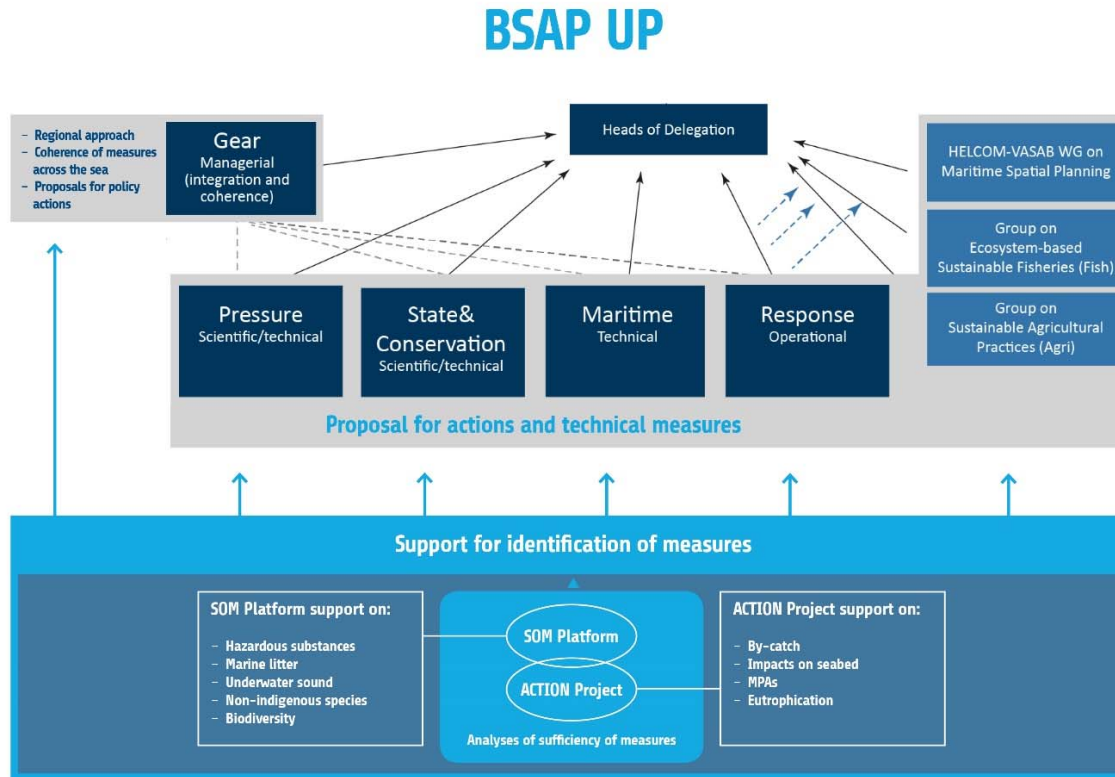 BSAP UP
– Regional approach
– Coherence of measures
across the sea
– Proposals for policy
actions
Gear
Managerial
(integration and
coherence)
Heads of Delegation
HELCOM-VASAB WG on
Maritime Spatial Planning
Group on
Ecosystem-based
Sustainable Fisheries (Fish)
Group on
Sustainable Agricultural
Practices (Agri)
Pressure
Scientific/technical
State&
Conservation
Scientific/technical
Maritime
Technical
Response
Operational
Proposal for actions and technical measures
Support for identification of measures
SOM Platform support on:
– Hazardous substances
– Marine litter
– Underwater sound
– Non-indigenous species
– Biodiversity
SOM Platform
ACTION Project
Analyses of sufficiency of measures
ACTION Project support on:
– By-catch
– Impacts on seabed
– MPAs
– Eutrophication